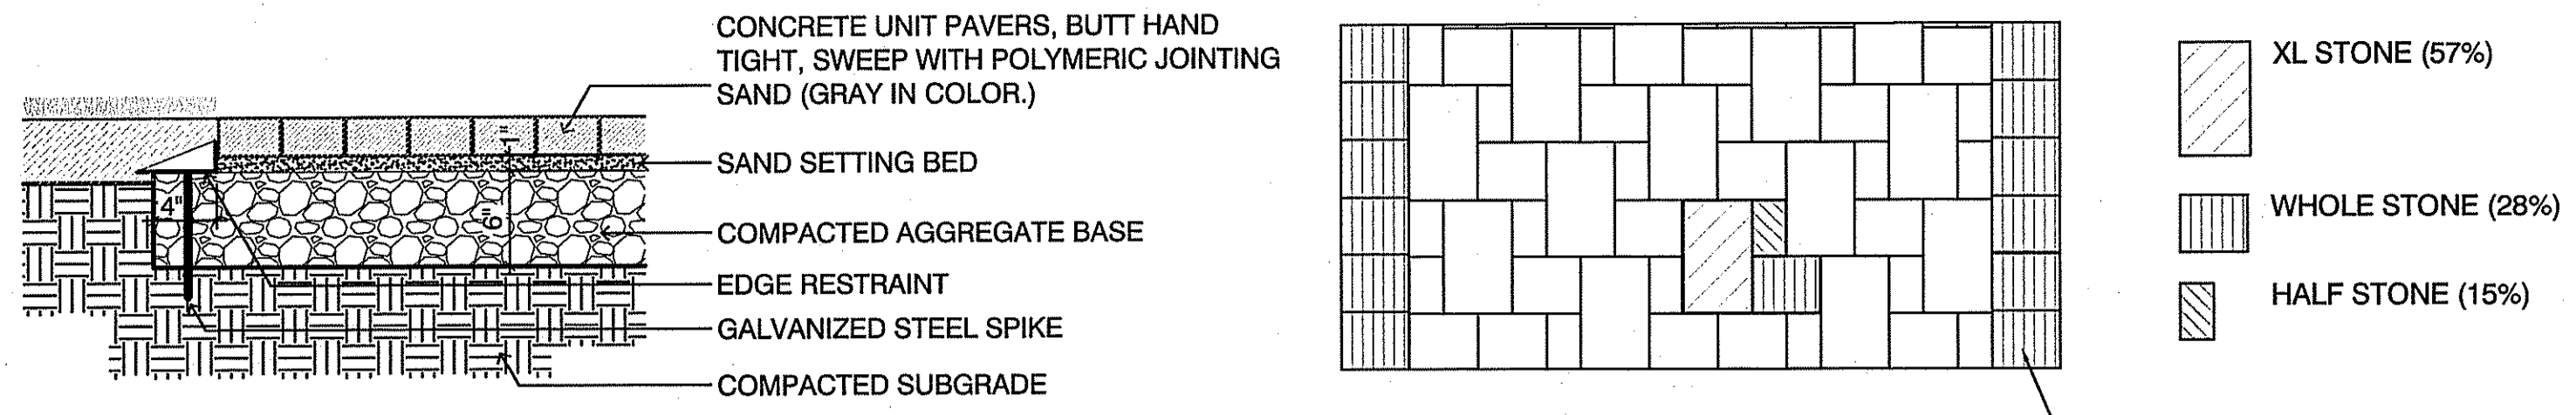 CONCRETE UNIT PAVERS, BUTT HAND
TIGHT, SWEEP WITH POLYMERIC JOINTING
SAND (GRAY IN COLOR.)
SAND SETTING BED
COMPACTED AGGREGATE BASE
EDGE RESTRAINT
GALVANIZED STEEL SPIKE
COMPACTED SUBGRADE
1"
6"
4"
XL STONE (57%)
WHOLE STONE (28%)
HALF STONE (15%)